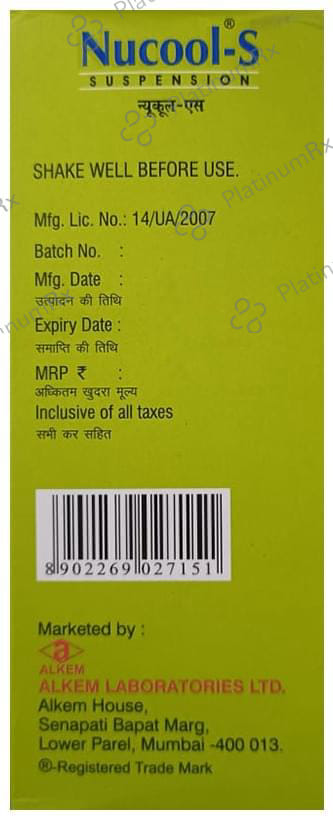 Nucool-S®
SUSPENSION
न्यूकूल-एस
SHAKE WELL BEFORE USE.
Mfg. Lic. No.: 14/UA/2007
Batch No. :
Mfg. Date :
उत्पादन की तिथि
Expiry Date :
समाप्ति की तिथि
MRP ₹ :
अधिकतम खुदरा मूल्य
Inclusive of all taxes
सभी कर सहित
8 902269 027151
Marketed by :
a
ALKEM
ALKEM LABORATORIES LTD.
Alkem House,
Senapati Bapat Marg,
Lower Parel, Mumbai -400 013.
®-Registered Trade Mark
PlatinumRx